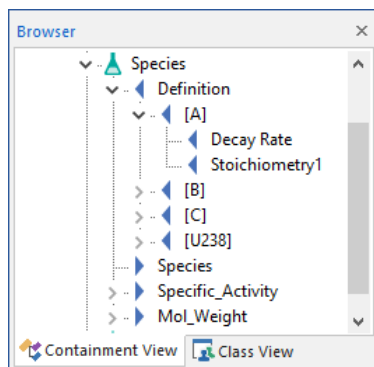 Browser
Species
Definition
[A]
Decay Rate
Stoichiometry1
[B]
[C]
[U238]
Species
Specific_Activity
Mol_Weight
Containment View Class View